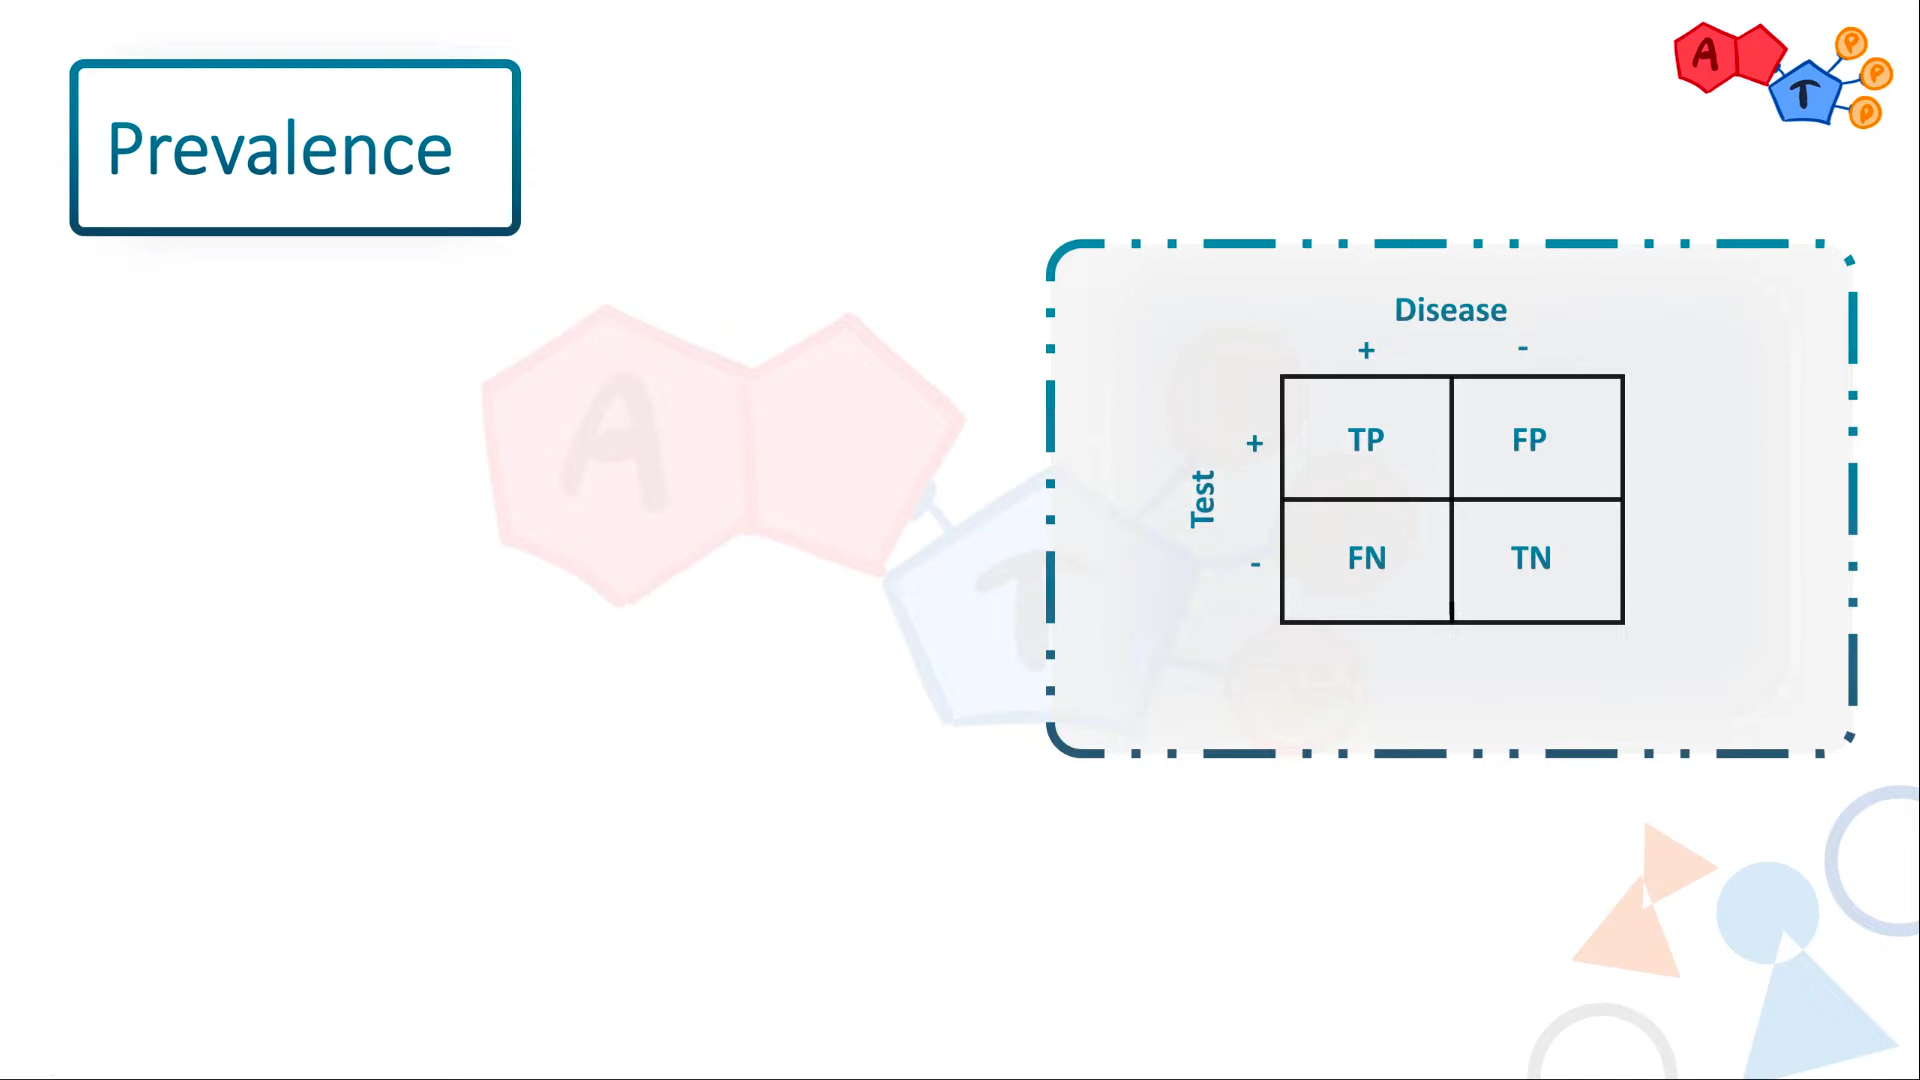 Prevalence
A
T
P
P
P
Disease
+ -
+ TP FP
Test
- FN TN
A
T